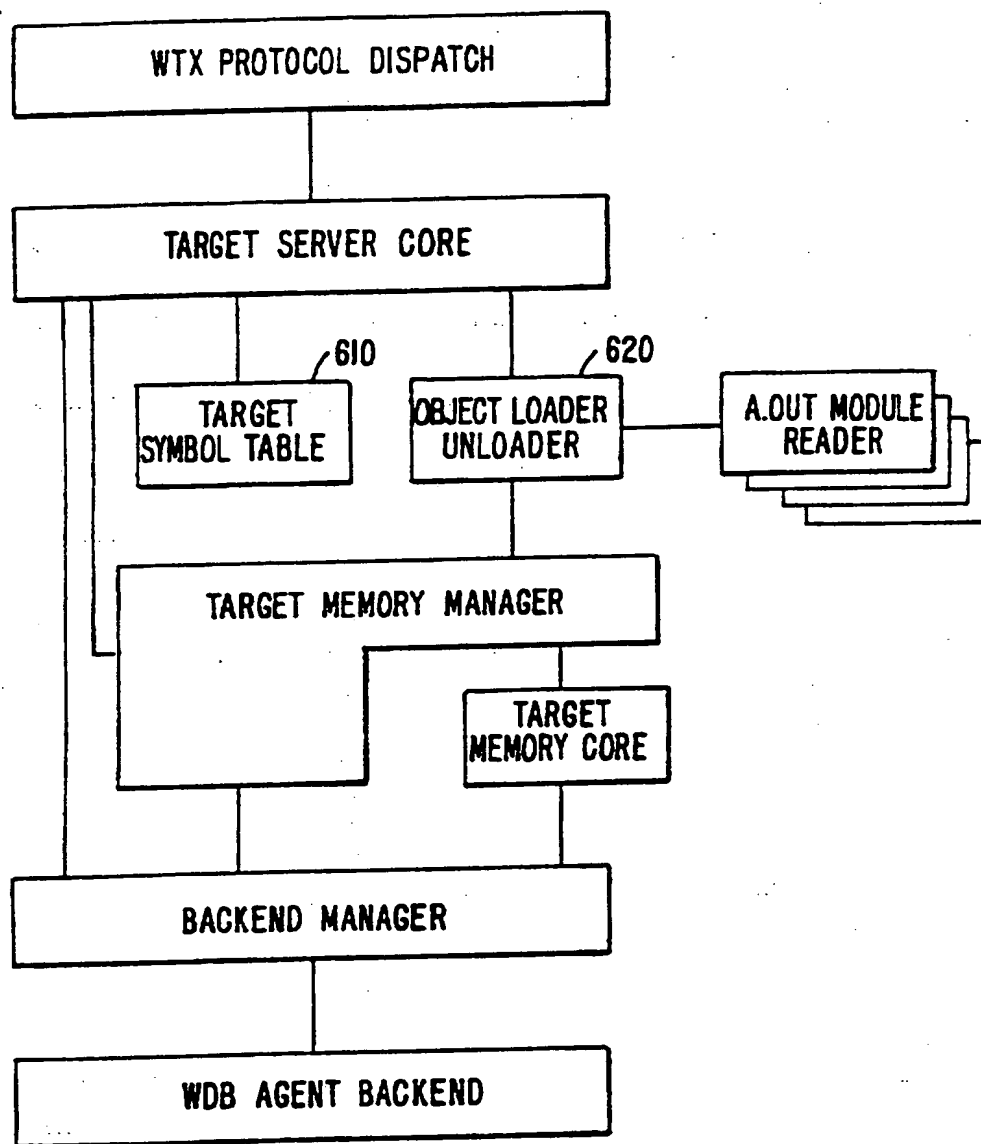 WTX PROTOCOL DISPATCH
TARGET SERVER CORE
610
620
TARGET
SYMBOL TABLE
OBJECT LOADER
UNLOADER
A.OUT MODULE
READER
TARGET MEMORY MANAGER
TARGET
MEMORY CORE
BACKEND MANAGER
WDB AGENT BACKEND